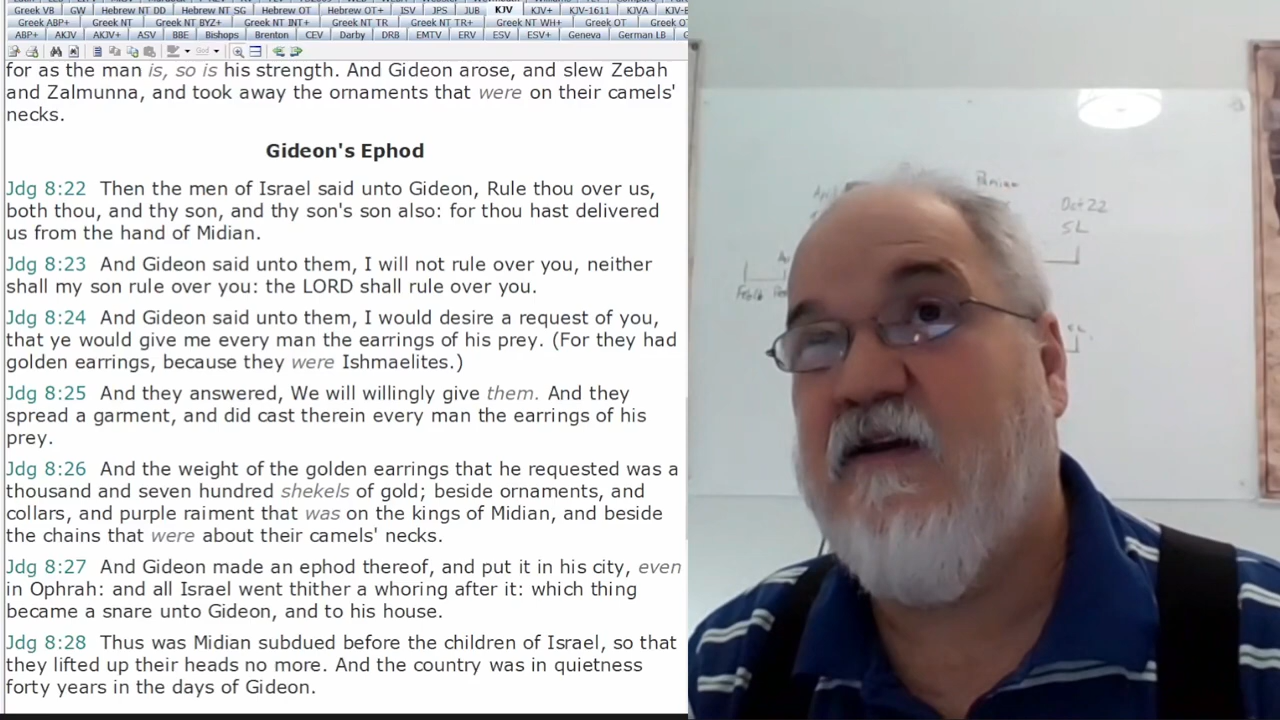 Greek VB GW Hebrew NT DD Hebrew NT SG Hebrew OT Hebrew OT+ ISV JPS JUB KJV KJV+ KJV-1611 KJVA KJV-E
Greek ABP+ Greek NT Greek NT BYZ+ Greek NT INT+ Greek NT TR Greek NT TR+ Greek NT WH+ Greek OT Greek O
ABP+ AKJV AKJV+ ASV BBE Bishops Brenton CEV Darby DRB EMTV ERV ESV ESV+ Geneva German LB
for as the man is, so is his strength. And Gideon arose, and slew Zebah
and Zalmunna, and took away the ornaments that were on their camels'
necks.
Gideon's Ephod
Jdg 8:22 Then the men of Israel said unto Gideon, Rule thou over us,
both thou, and thy son, and thy son's son also: for thou hast delivered
us from the hand of Midian.
Jdg 8:23 And Gideon said unto them, I will not rule over you, neither
shall my son rule over you: the LORD shall rule over you.
Jdg 8:24 And Gideon said unto them, I would desire a request of you,
that ye would give me every man the earrings of his prey. (For they had
golden earrings, because they were Ishmaelites.)
Jdg 8:25 And they answered, We will willingly give them. And they
spread a garment, and did cast therein every man the earrings of his
prey.
Jdg 8:26 And the weight of the golden earrings that he requested was a
thousand and seven hundred shekels of gold; beside ornaments, and
collars, and purple raiment that was on the kings of Midian, and beside
the chains that were about their camels' necks.
Jdg 8:27 And Gideon made an ephod thereof, and put it in his city, even
in Ophrah: and all Israel went thither a whoring after it: which thing
became a snare unto Gideon, and to his house.
Jdg 8:28 Thus was Midian subdued before the children of Israel, so that
they lifted up their heads no more. And the country was in quietness
forty years in the days of Gideon.
April
Oct 22
SL